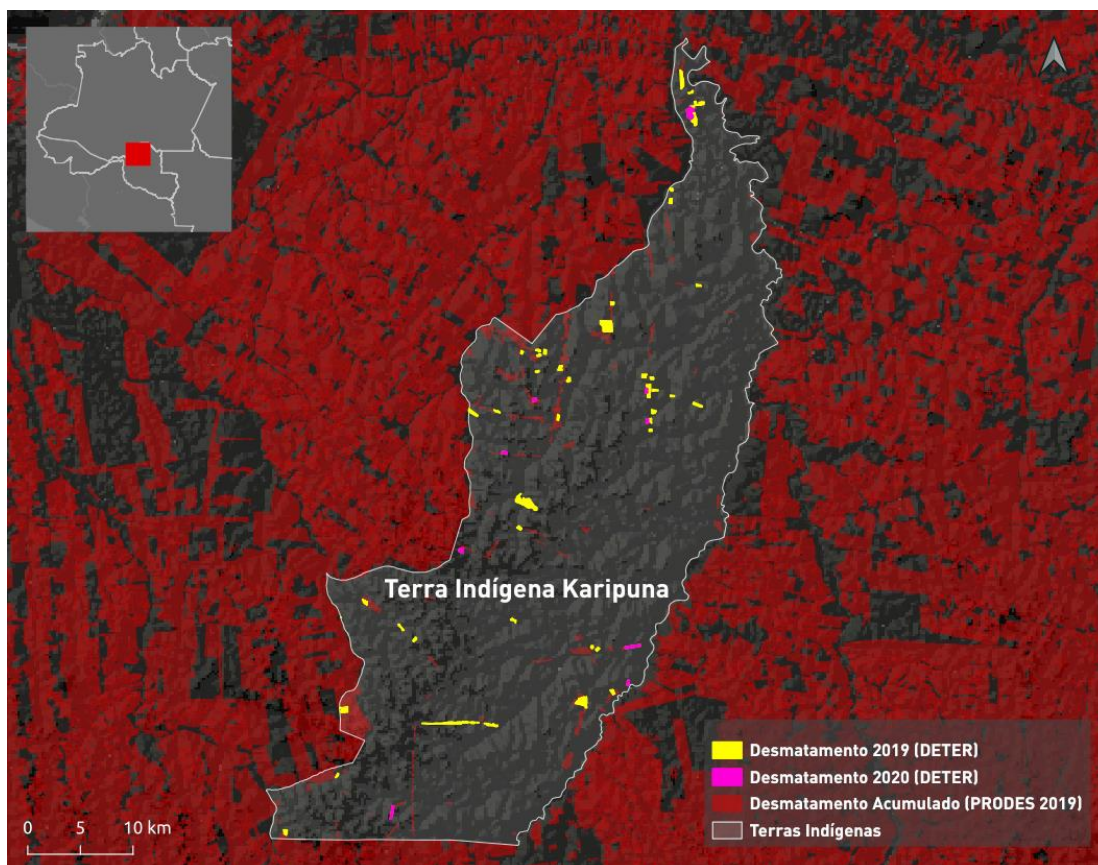 Terra Indígena Karipuna
Desmatamento 2019 (DETER)
Desmatamento 2020 (DETER)
Desmatamento Acumulado (PRODES 2019)
Terras Indígenas
0 5 10 km